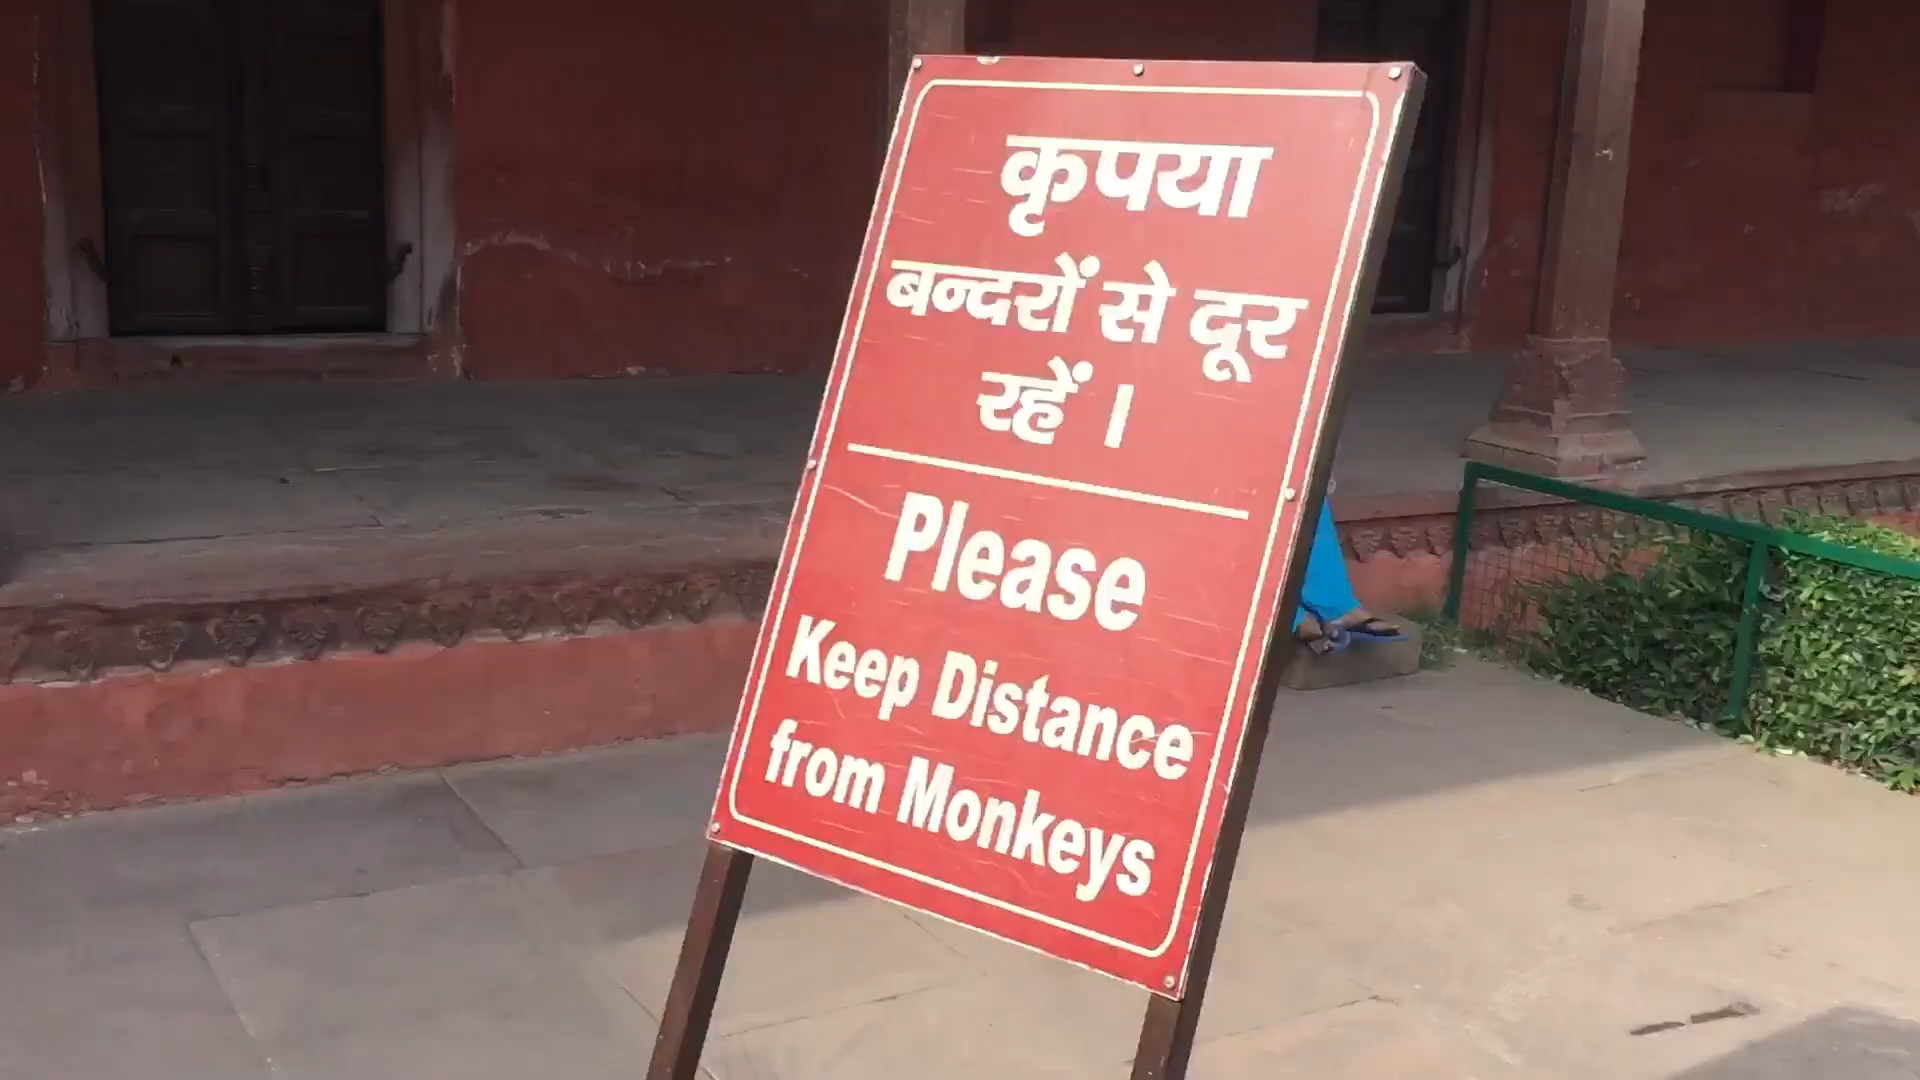 कृपया
बन्दरों से दूर
रहें ।
Please
Keep Distance
from Monkeys